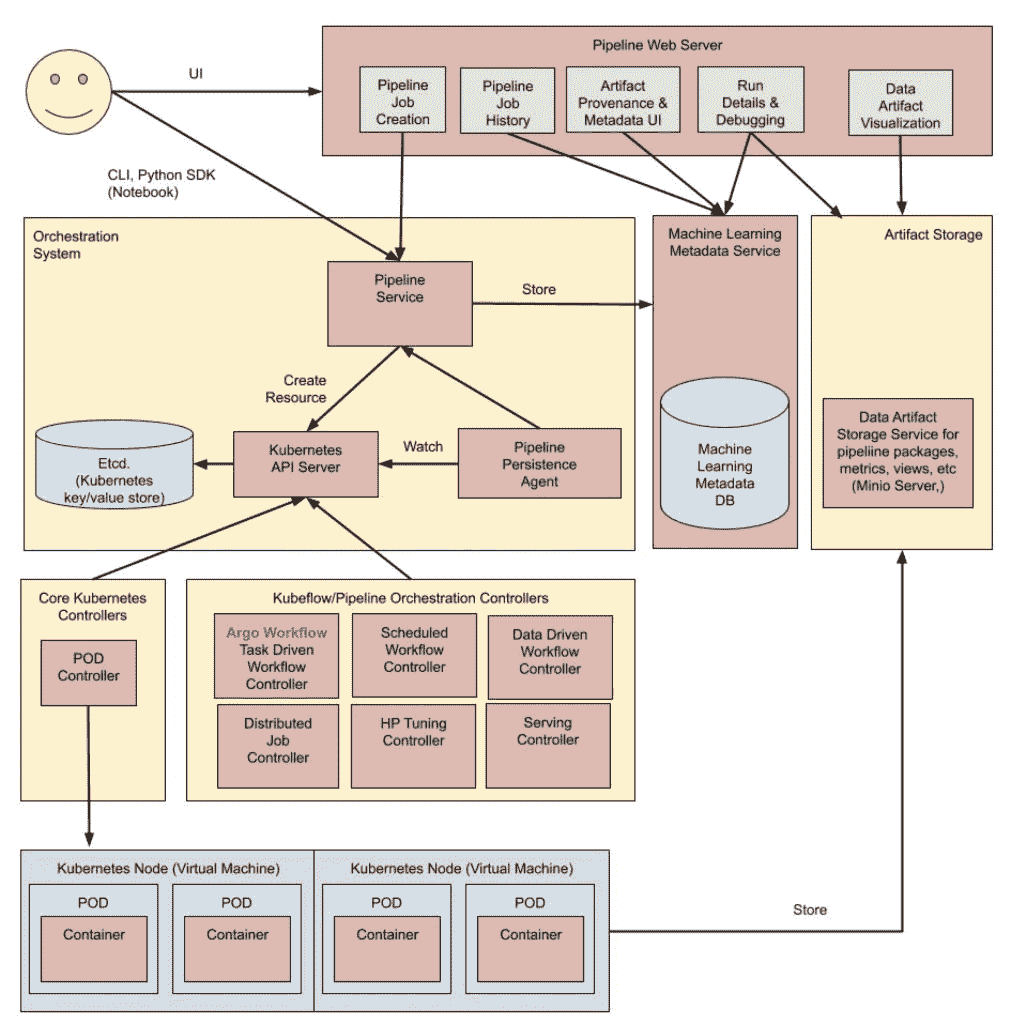 Pipeline Web Server
UI
Pipeline
Job
Creation
Pipeline
Job
History
Artifact
Provenance &
Metadata UI
Run
Details &
Debugging
Data
Artifact
Visualization
CLI, Python SDK
(Notebook)
Orchestration
System
Pipeline
Service
Store
Machine Learning
Metadata Service
Artifact Storage
Create
Resource
Etcd.
(Kubernetes
key/value store)
Kubernetes
API Server
Watch
Pipeline
Persistence
Agent
Machine
Learning
Metadata
DB
Data Artifact
Storage Service for
pipeliine packages,
metrics, views, etc
(Minio Server,)
Core Kubernetes
Controllers
POD
Controller
Kubeflow/Pipeline Orchestration Controllers
Argo Workflow
Task Driven
Workflow
Controller
Scheduled
Workflow
Controller
Data Driven
Workflow
Controller
Distributed
Job
Controller
HP Tuning
Controller
Serving
Controller
Kubernetes Node (Virtual Machine)
POD
Container
POD
Container
Kubernetes Node (Virtual Machine)
POD
Container
POD
Container
Store